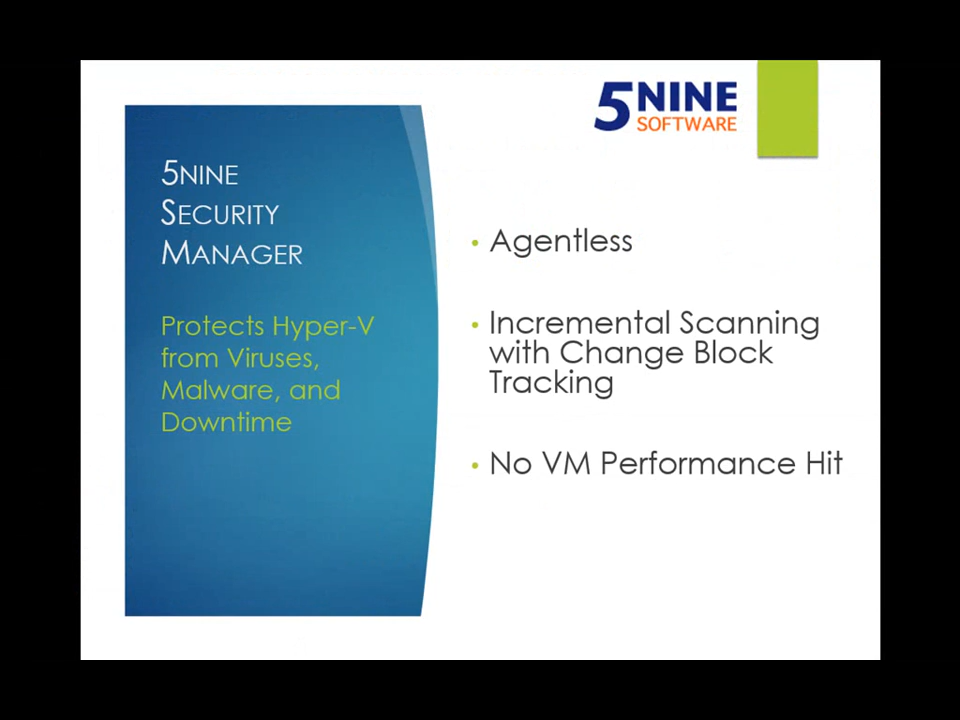 5NINE
SOFTWARE
5NINE
SECURITY
MANAGER
Protects Hyper-V
from Viruses,
Malware, and
Downtime
• Agentless
• Incremental Scanning
with Change Block
Tracking
• No VM Performance Hit